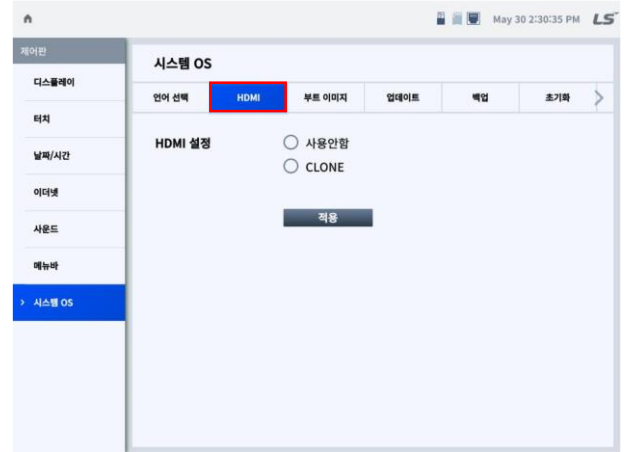 May 30 2:30:35 PM LS
제어판
디스플레이
터치
날짜/시간
이더넷
사운드
메뉴바
> 시스템 OS
시스템 OS
언어 선택 HDMI 부트 이미지 업데이트 백업 초기화 >
HDMI 설정
사용안함
CLONE
적용